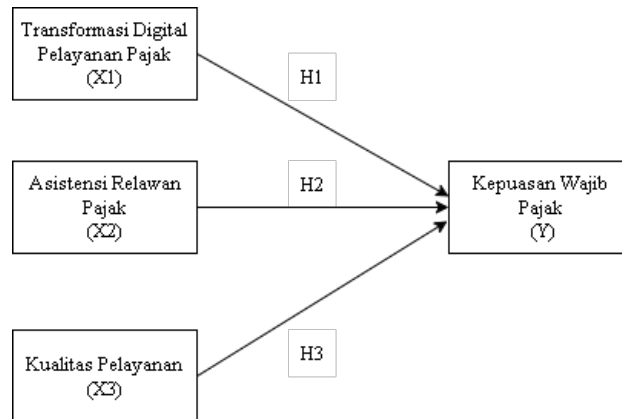 Transformasi Digital
Pelayanan Pajak
(X1)
H1
Asistensi Relawan
Pajak
(X2)
H2
Kepuasan Wajib
Pajak
(Y)
Kualitas Pelayanan
(X3)
H3